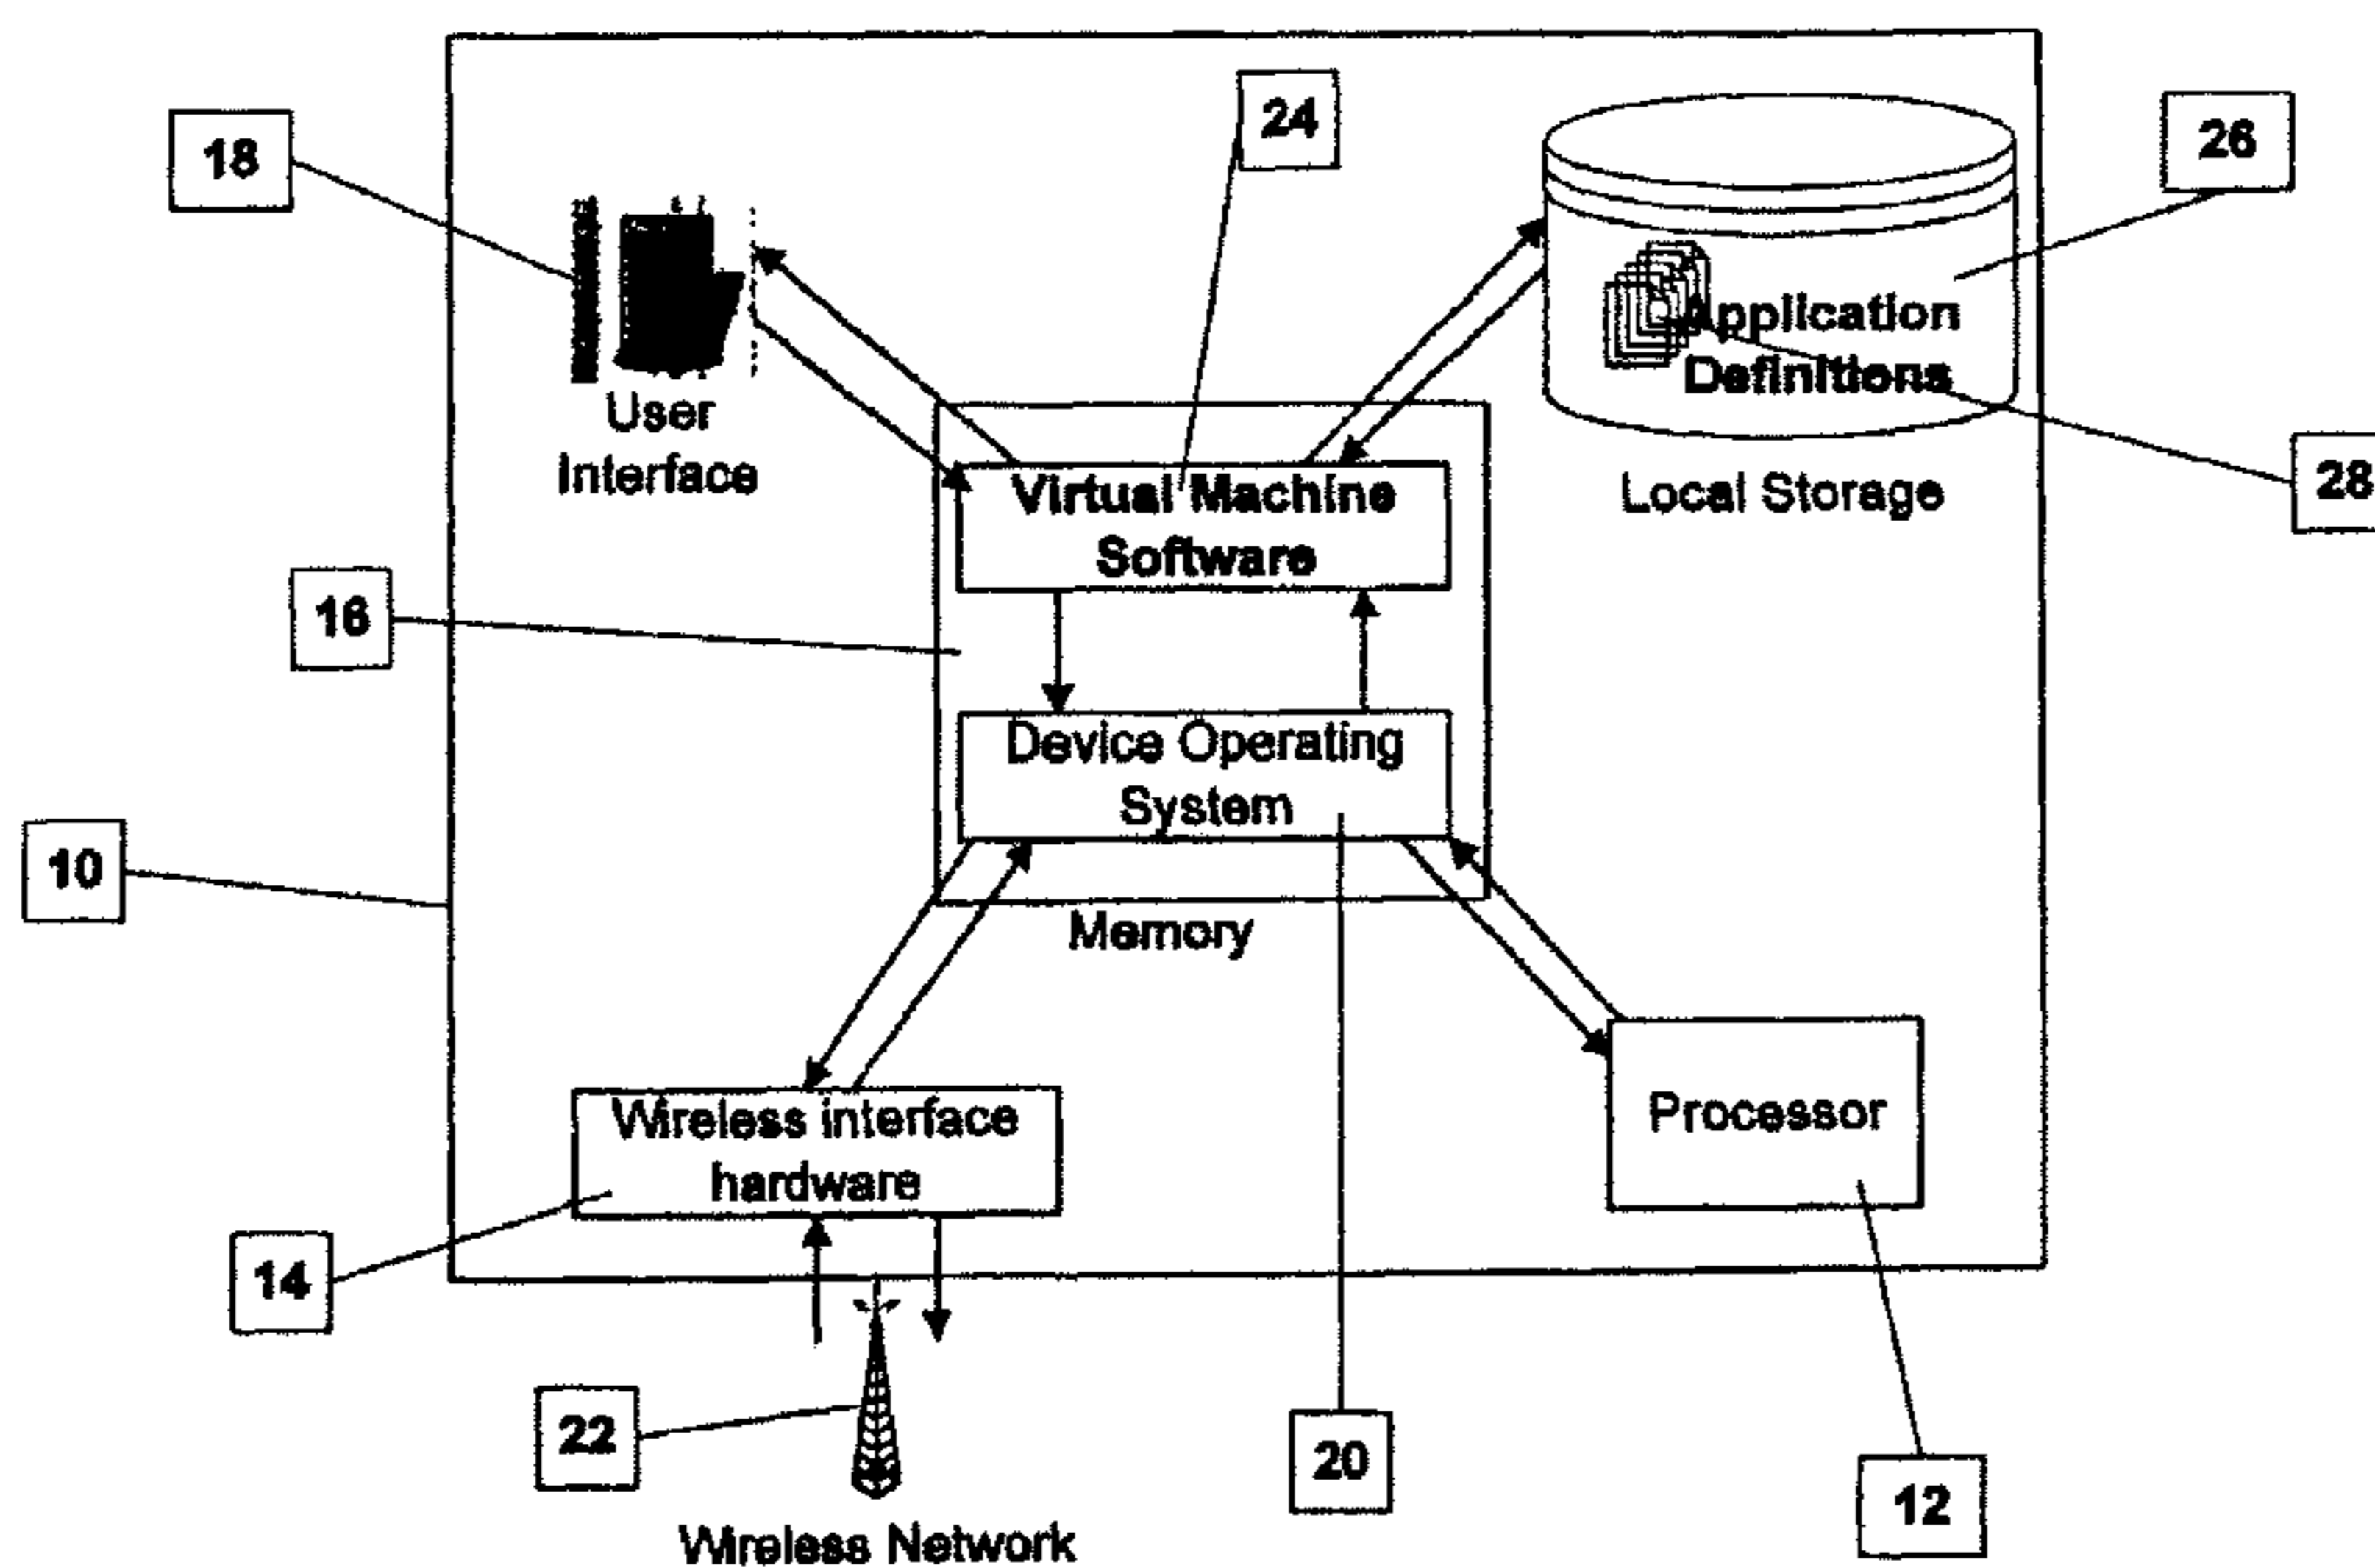 24
18
26
Application
Definitions
User
Interface
28
Local Storage
Virtual Machine
Software
16
Device Operating
System
10
Memory
Wireless interface
hardware
Processor
14
22
20
12
Wireless Network